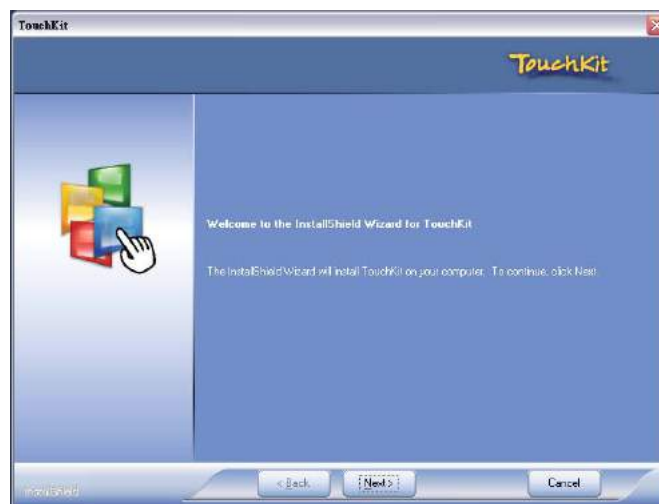 TouchKit
TouchKit
Welcome to the InstallShield Wizard for TouchKit
The InstallShield Wizard will install TouchKit on your computer. To continue, click Next.
InstallShield
< Back
Next >
Cancel